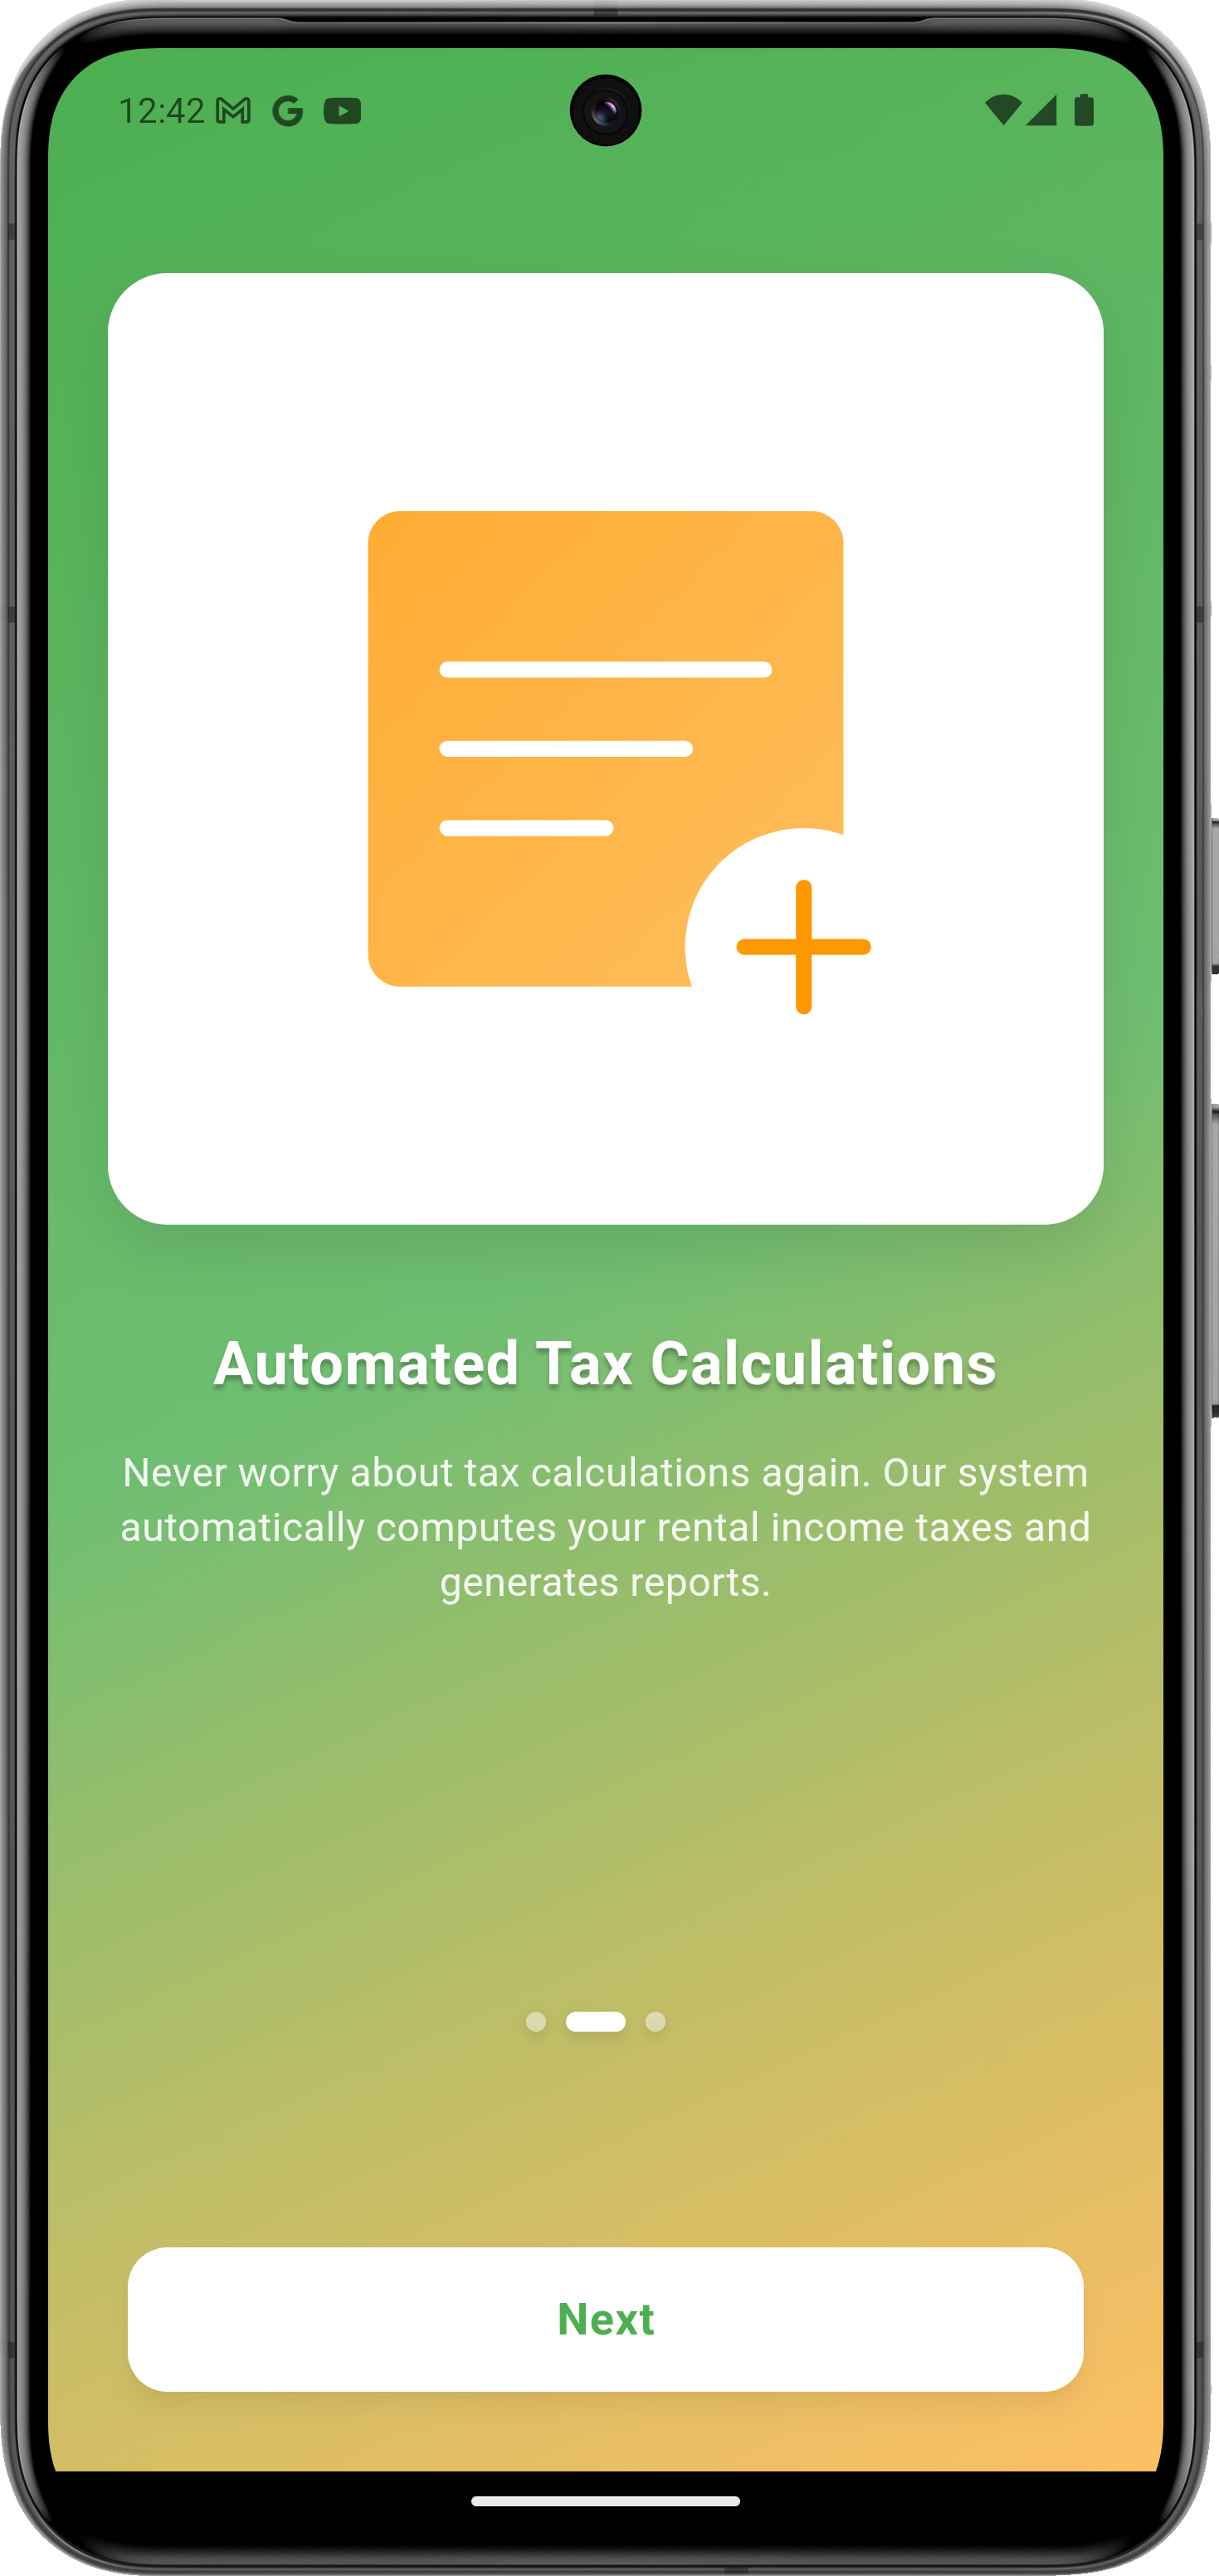 12:42
Automated Tax Calculations
Never worry about tax calculations again. Our system
automatically computes your rental income taxes and
generates reports.
Next